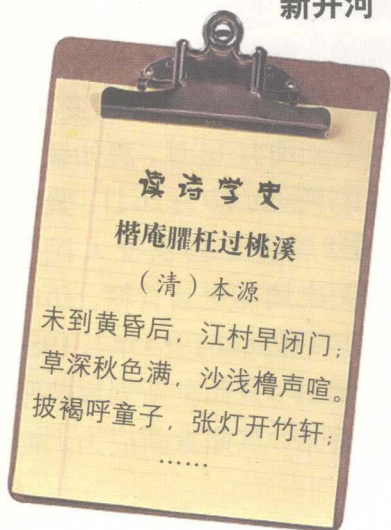 新开河
读诗学史
楷庵臞枉过桃溪
（清）本源
未到黄昏后，江村早闭门；
草深秋色满，沙浅橹声喧。
披褐呼童子，张灯开竹轩；
……